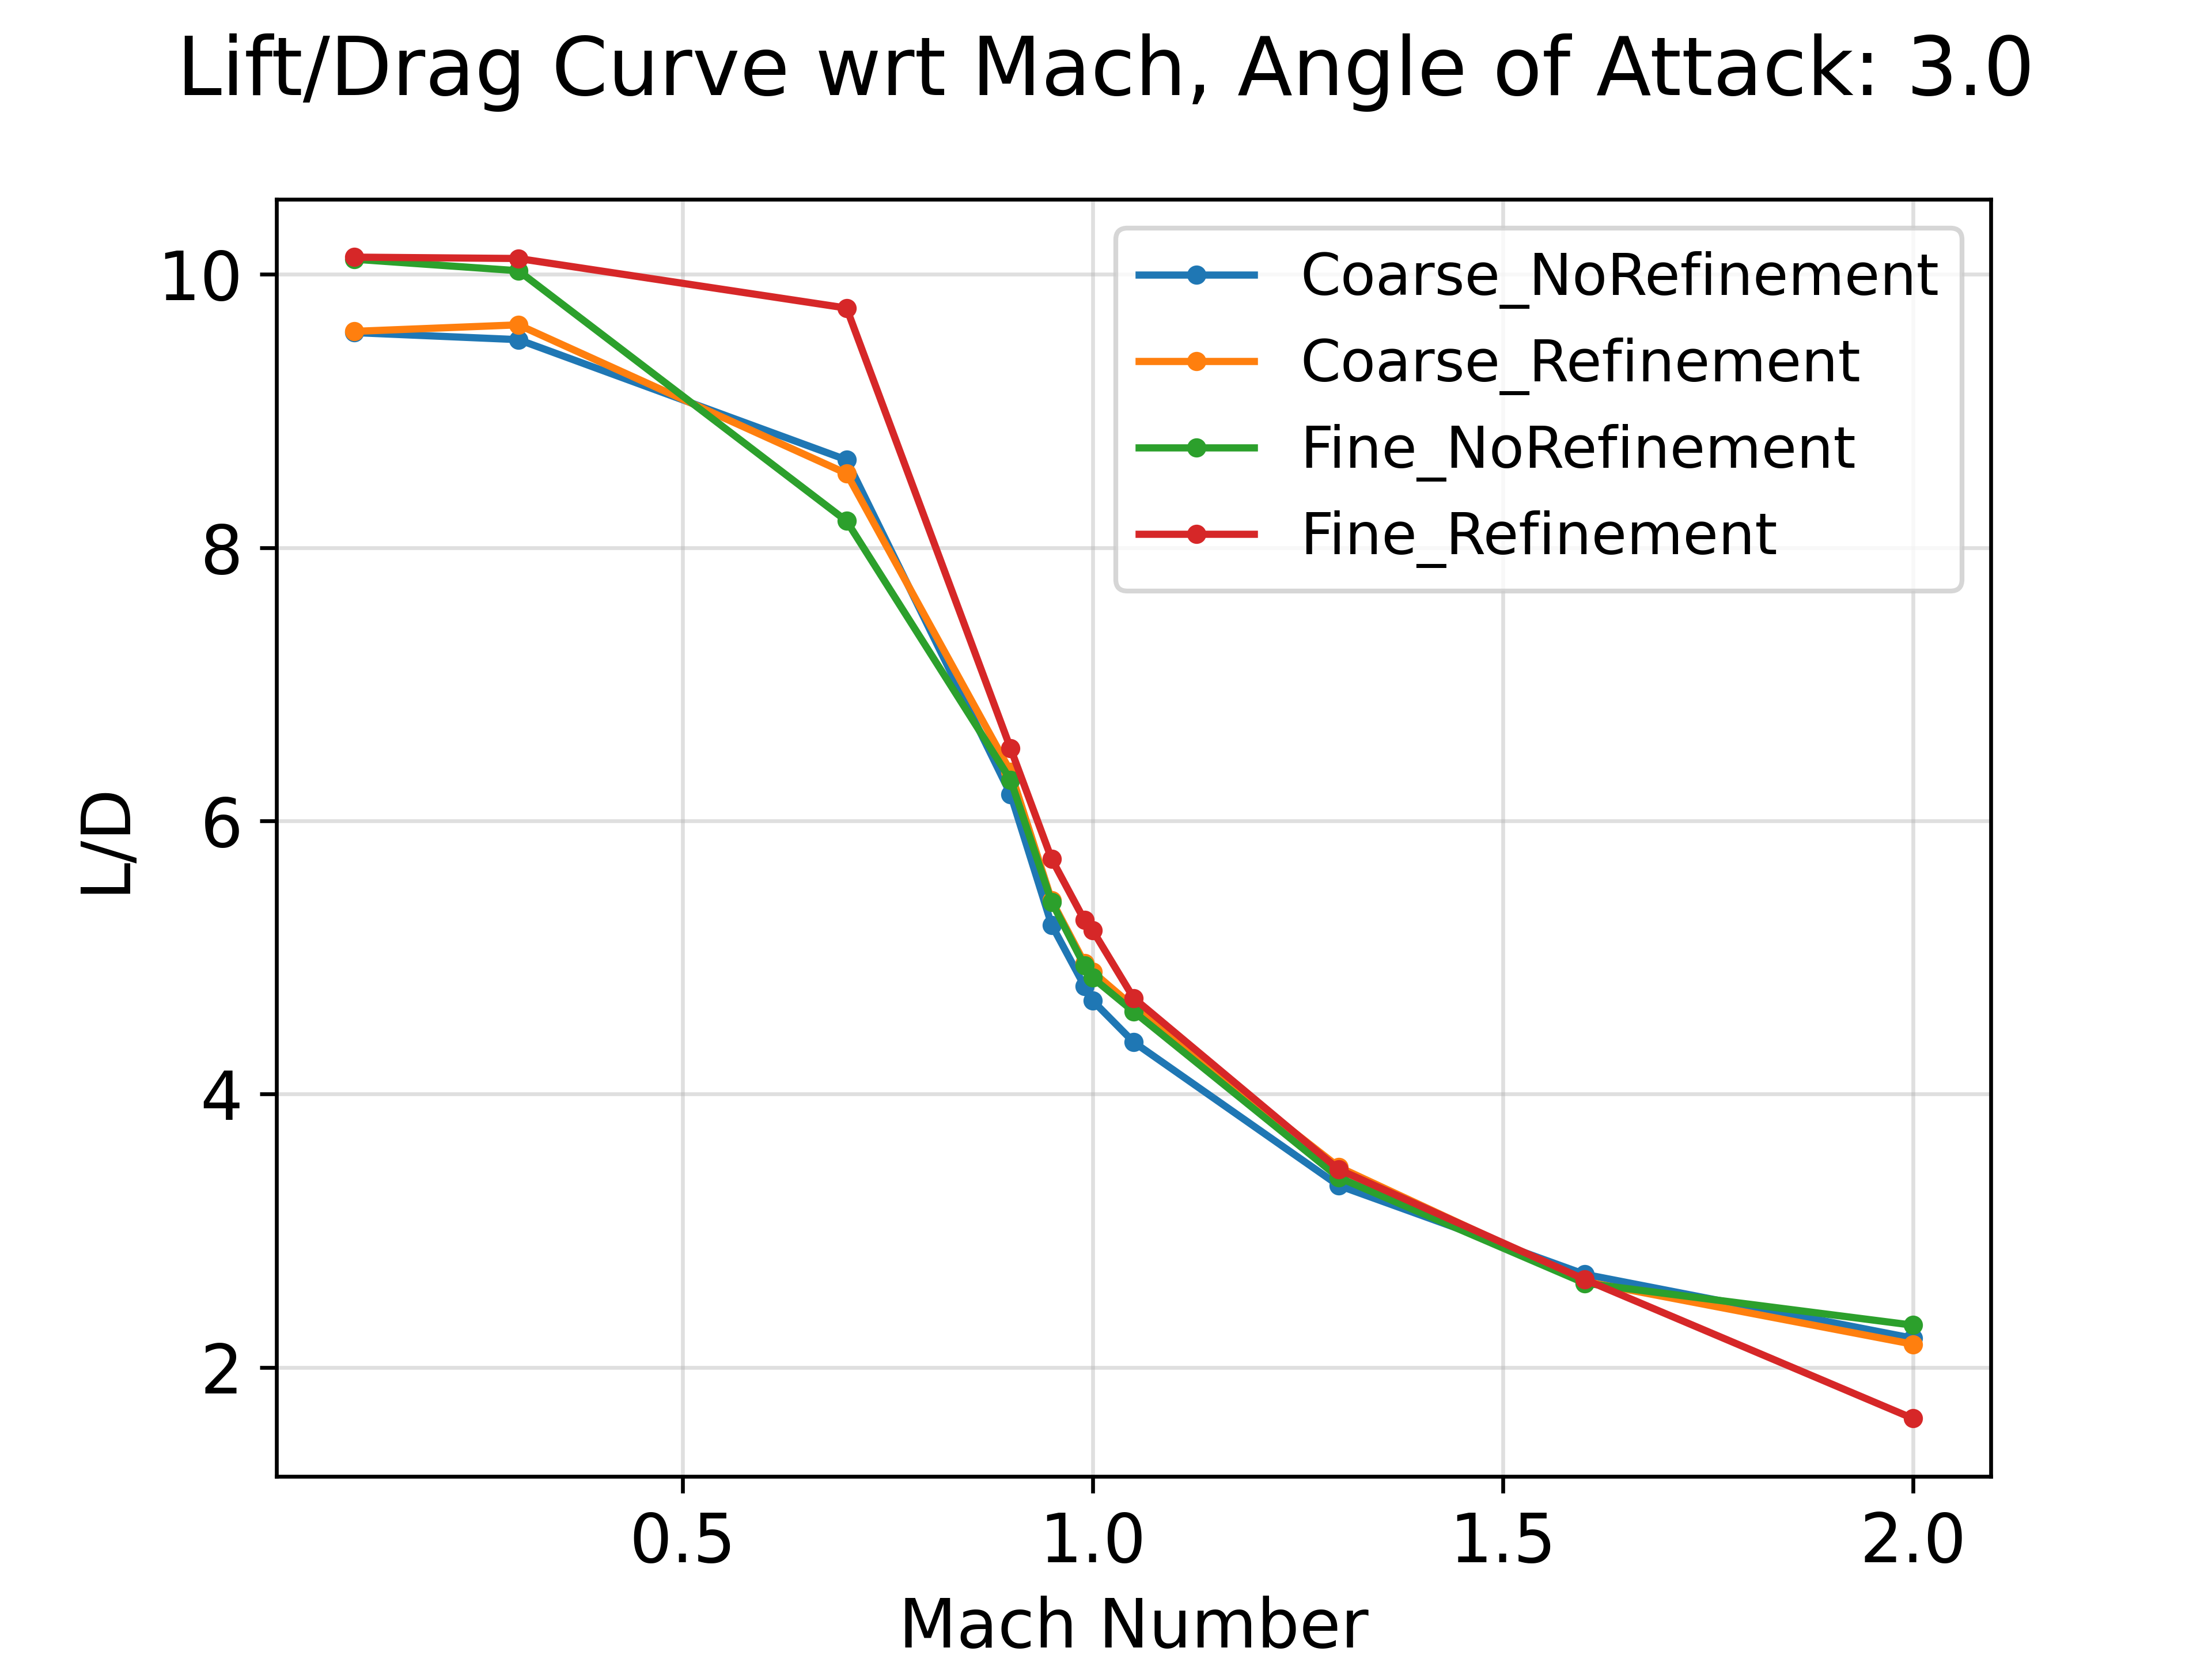 Lift/Drag Curve wrt Mach, Angle of Attack: 3.0
Coarse_NoRefinement
Coarse_Refinement
Fine_NoRefinement
Fine_Refinement
10
8
6
4
2
L/D
0.5 1.0 1.5 2.0
Mach Number